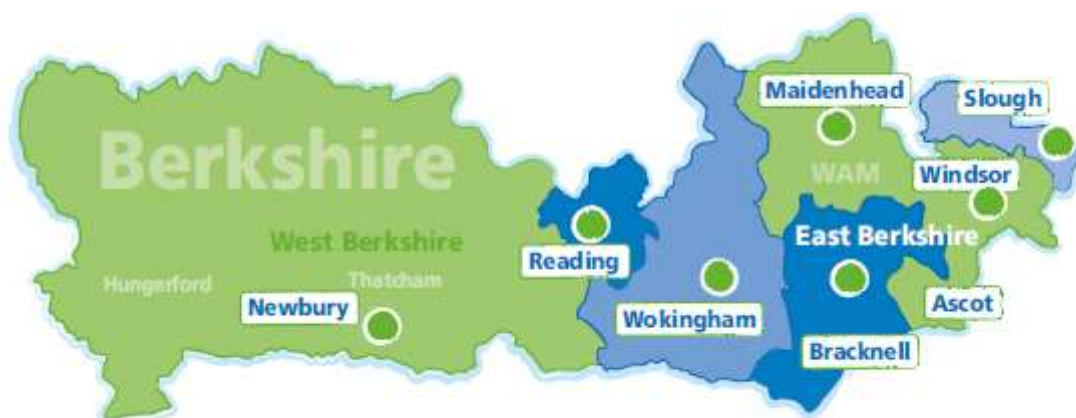 Berkshire
West Berkshire
Hungerford
Thatcham
Newbury
Reading
Wokingham
Maidenhead
WAM
Slough
Windsor
East Berkshire
Ascot
Bracknell